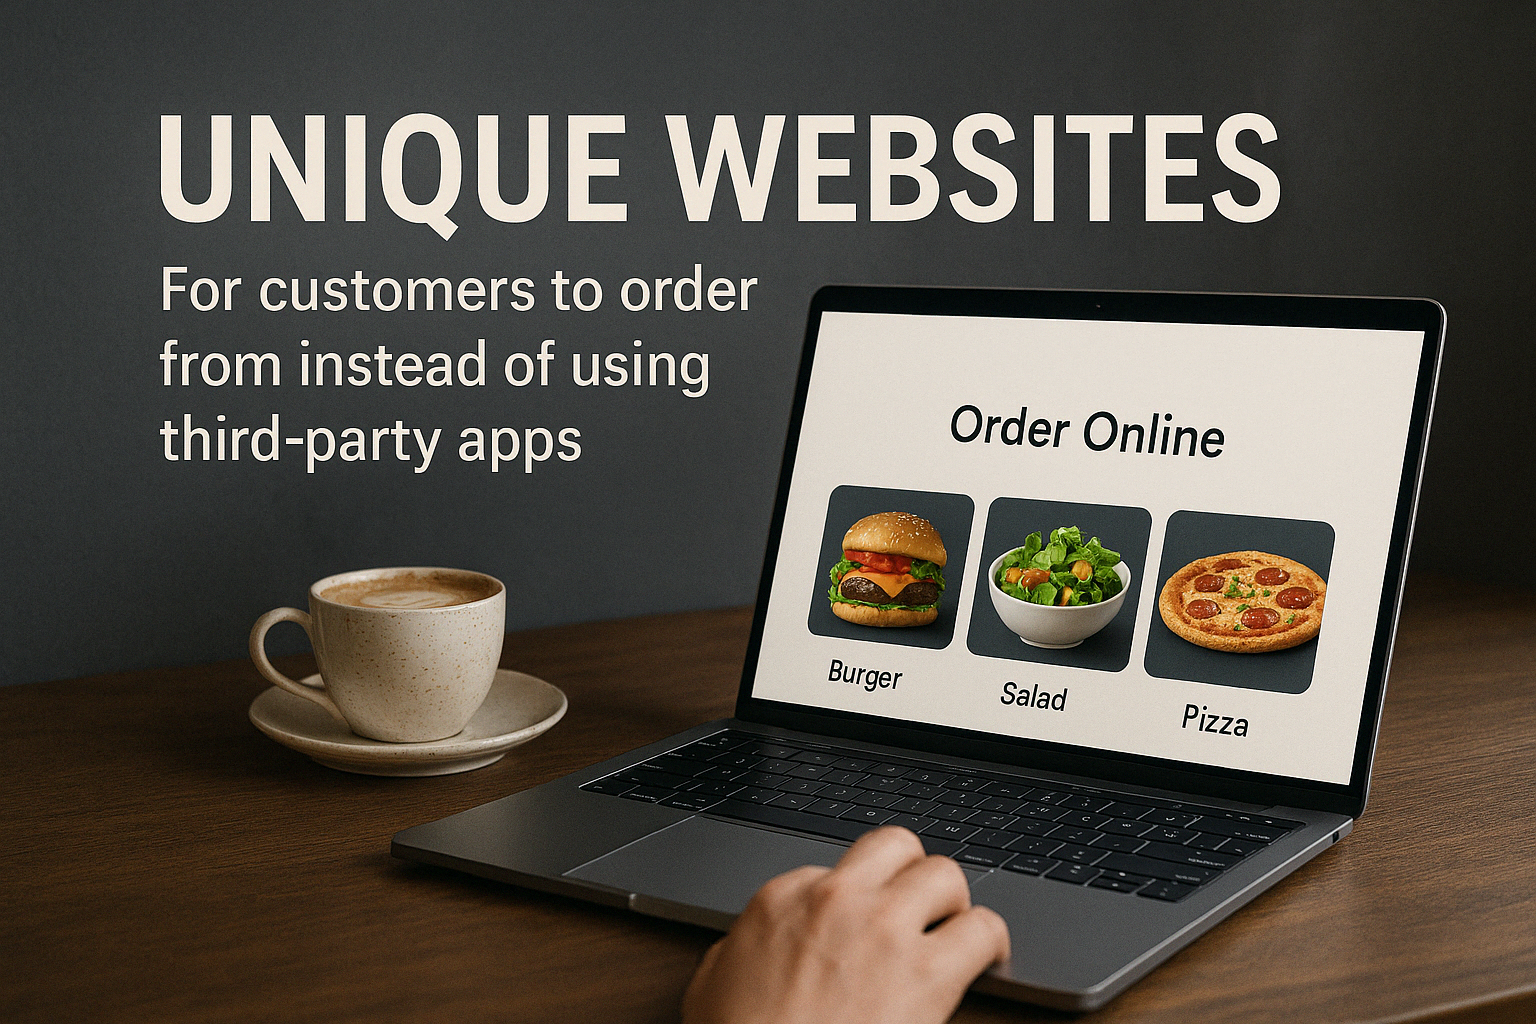 UNIQUE WEBSITES
For customers to order
from instead of using
third-party apps
Order Online
Burger
Salad
Pizza